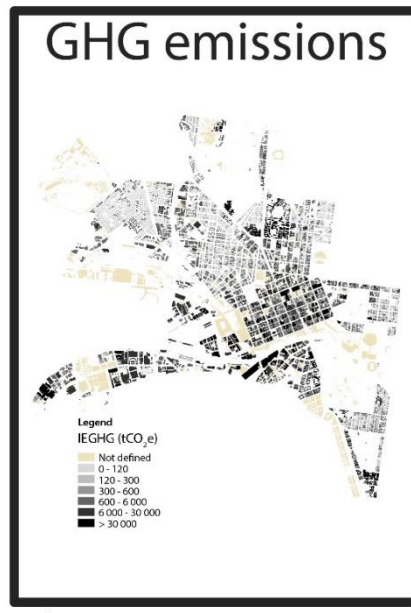 GHG emissions
Legend
IEGHG (tCO₂e)
Not defined
0 - 120
120 - 300
300 - 600
600 - 6 000
6 000 - 30 000
> 30 000